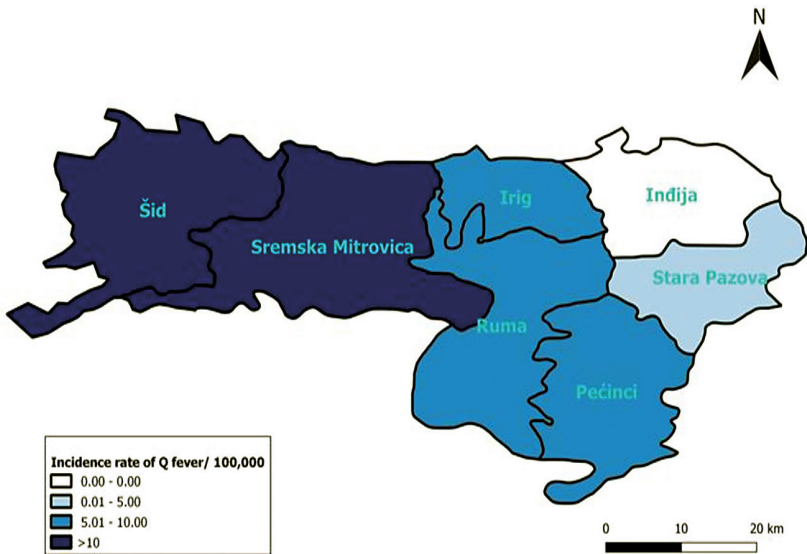 N
Šid
Irig
Inđija
Sremska Mitrovica
Stara Pazova
Ruma
Pećinci
Incidence rate of Q fever/ 100,000
0.00 - 0.00
0.01 - 5.00
5.01 - 10.00
>10
0 10 20 km